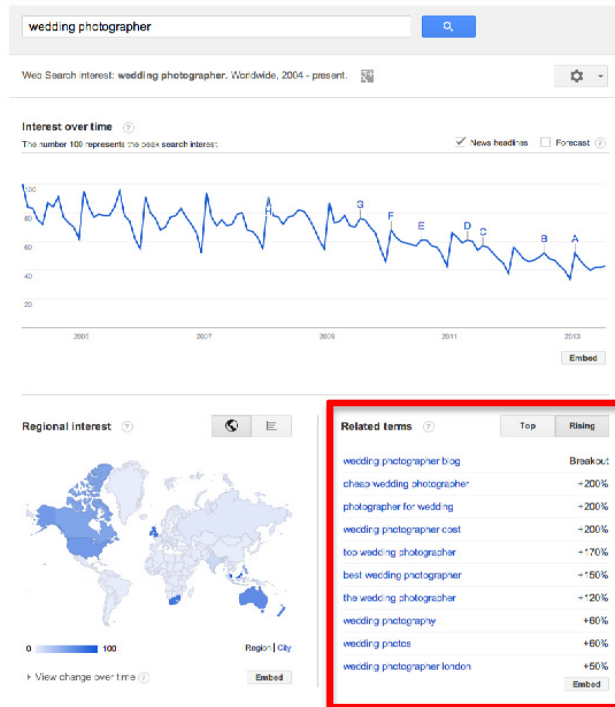 wedding photographer
Web Search interest: wedding photographer. Worldwide, 2004 - present.
Interest over time ?
The number 100 represents the peak search interest
News headlines Forecast ?
100
80
60
40
20
H G F E D C B A
2005 2007 2009 2011 2013
Embed
Regional interest ?
0 100
Region | City
View change over time ?
Embed
Related terms ?
Top Rising
wedding photographer blog Breakout
cheap wedding photographer +200%
photographer for wedding +200%
wedding photographer cost +200%
top wedding photographer +170%
best wedding photographer +150%
the wedding photographer +120%
wedding photography +60%
wedding photos +60%
wedding photographer london +50%
Embed